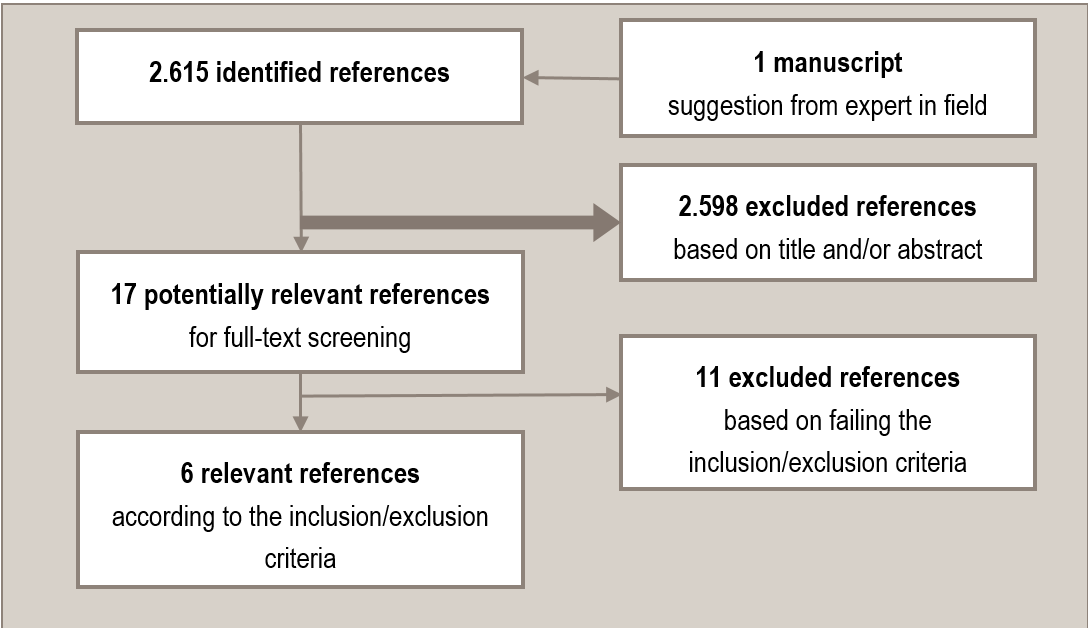 2.615 identified references
1 manuscript
suggestion from expert in field
2.598 excluded references
based on title and/or abstract
17 potentially relevant references
for full-text screening
11 excluded references
based on failing the
inclusion/exclusion criteria
6 relevant references
according to the inclusion/exclusion
criteria